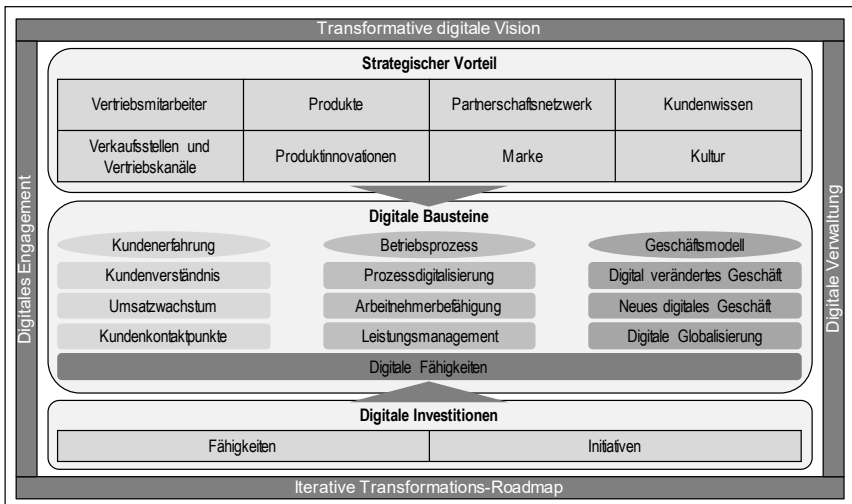 Transformative digitale Vision
Digitales Engagement
Digitale Verwaltung
Strategischer Vorteil
Vertriebsmitarbeiter
Produkte
Partnerschaftsnetzwerk
Kundenwissen
Verkaufsstellen und
Vertriebskanäle
Produktinnovationen
Marke
Kultur
Digitale Bausteine
Kundenerfahrung
Betriebsprozess
Geschäftsmodell
Kundenverständnis
Prozessdigitalisierung
Digital verändertes Geschäft
Umsatzwachstum
Arbeitnehmerbefähigung
Neues digitales Geschäft
Kundenkontaktpunkte
Leistungsmanagement
Digitale Globalisierung
Digitale Fähigkeiten
Digitale Investitionen
Fähigkeiten
Initiativen
Iterative Transformations-Roadmap